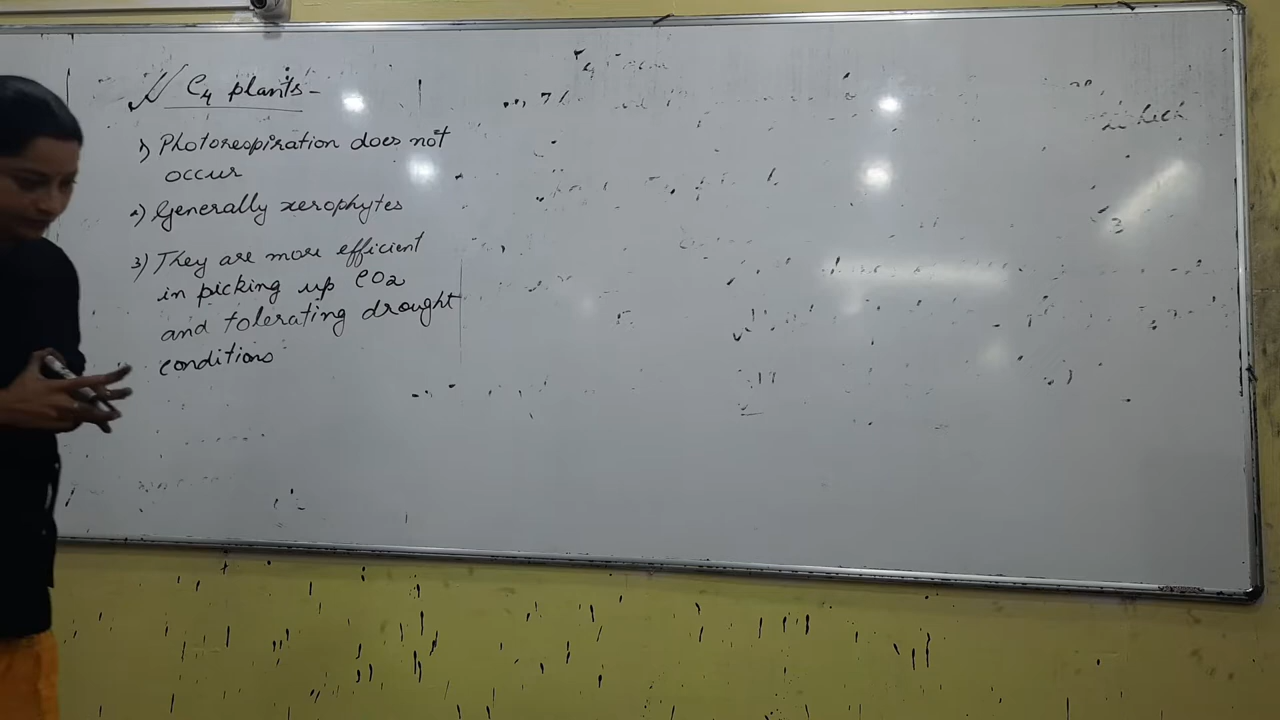 C4 plants-
1) Photorespiration does not
occur
2) Generally xerophytes
3) They are more efficient
in picking up CO2
and tolerating drought
conditions